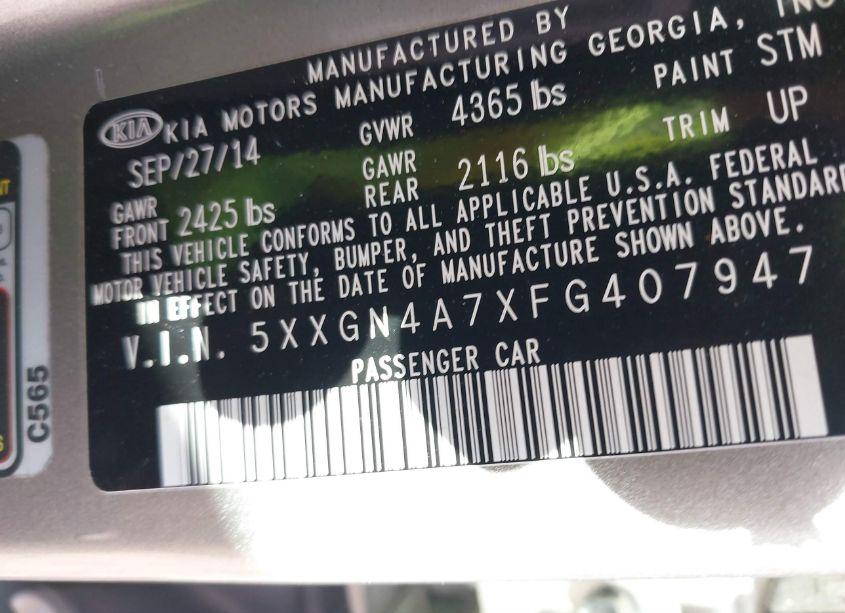 MANUFACTURED BY
KIA KIA MOTORS MANUFACTURING GEORGIA, INC
SEP/27/14 GVWR 4365 lbs PAINT STM
GAWR FRONT 2425 lbs GAWR REAR 2116 lbs TRIM UP
THIS VEHICLE CONFORMS TO ALL APPLICABLE U.S.A. FEDERAL
MOTOR VEHICLE SAFETY, BUMPER, AND THEFT PREVENTION STANDARD
IN EFFECT ON THE DATE OF MANUFACTURE SHOWN ABOVE.
V.I.N. 5XXGN4A7XFG407947
PASSENGER CAR
C565